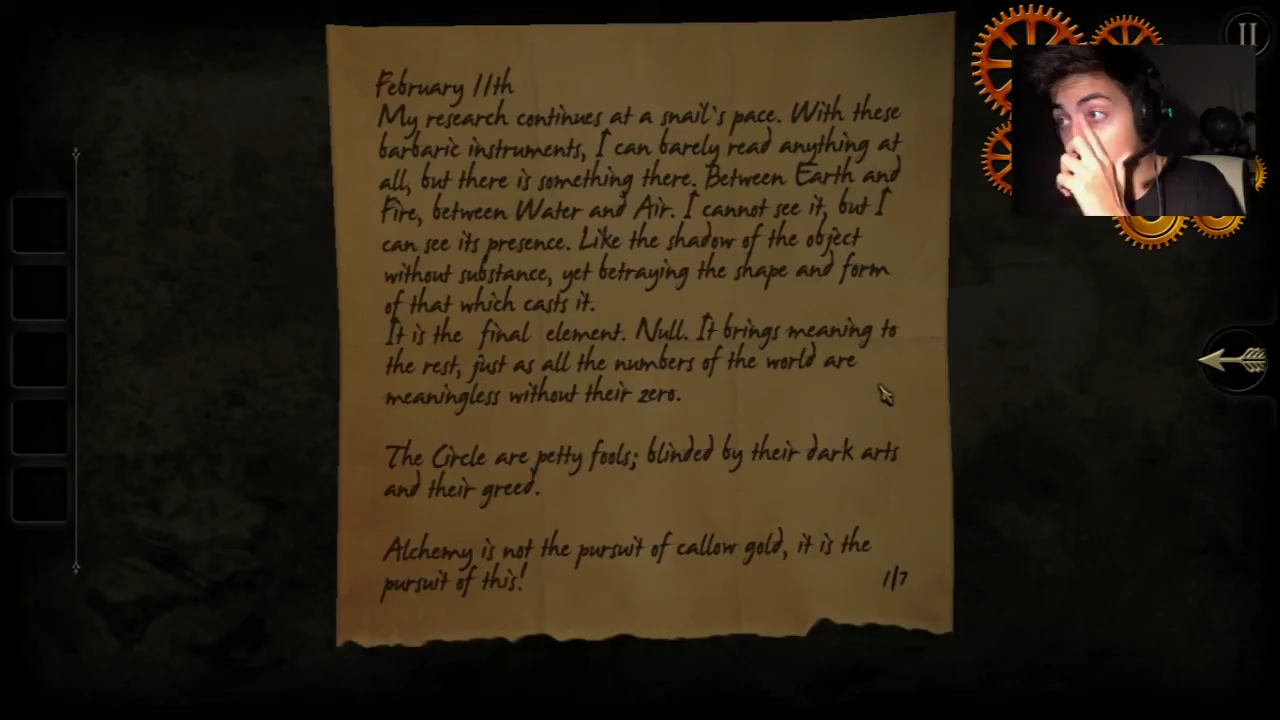 February 11th
My research continues at a snail's pace. With these
barbaric instruments, I can barely read anything at
all, but there is something there. Between Earth and
Fire, between Water and Air. I cannot see it, but I
can see its presence. Like the shadow of the object
without substance, yet betraying the shape and form
of that which casts it.
It is the final element. Null. It brings meaning to
the rest, just as all the numbers of the world are
meaningless without their zero.
The Circle are petty fools; blinded by their dark arts
and their greed.
Alchemy is not the pursuit of callow gold, it is the
pursuit of this!
1/7